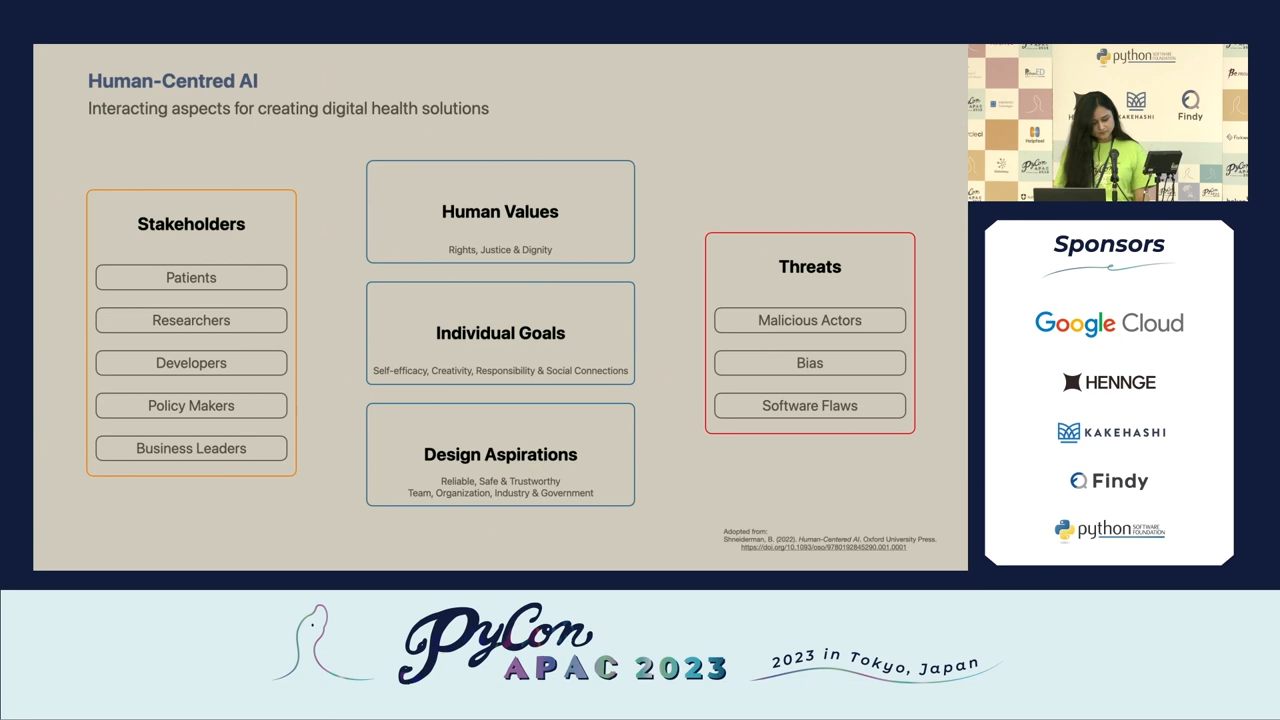 Human-Centred AI
Interacting aspects for creating digital health solutions
Stakeholders
Patients
Researchers
Developers
Policy Makers
Business Leaders
Human Values
Rights, Justice & Dignity
Individual Goals
Self-efficacy, Creativity, Responsibility & Social Connections
Design Aspirations
Reliable, Safe & Trustworthy
Team, Organization, Industry & Government
Threats
Malicious Actors
Bias
Software Flaws
Adopted from:
Shneiderman, B. (2022). Human-Centered AI. Oxford University Press.
https://doi.org/10.1093/oso/9780192845290.001.0001
python
KAKEHASHI
Findy
Helpfeel
Sponsors
Google Cloud
HENNGE
KAKEHASHI
Findy
python SOFTWARE
FOUNDATION
PyCon
APAC 2023
2023 in Tokyo, Japan